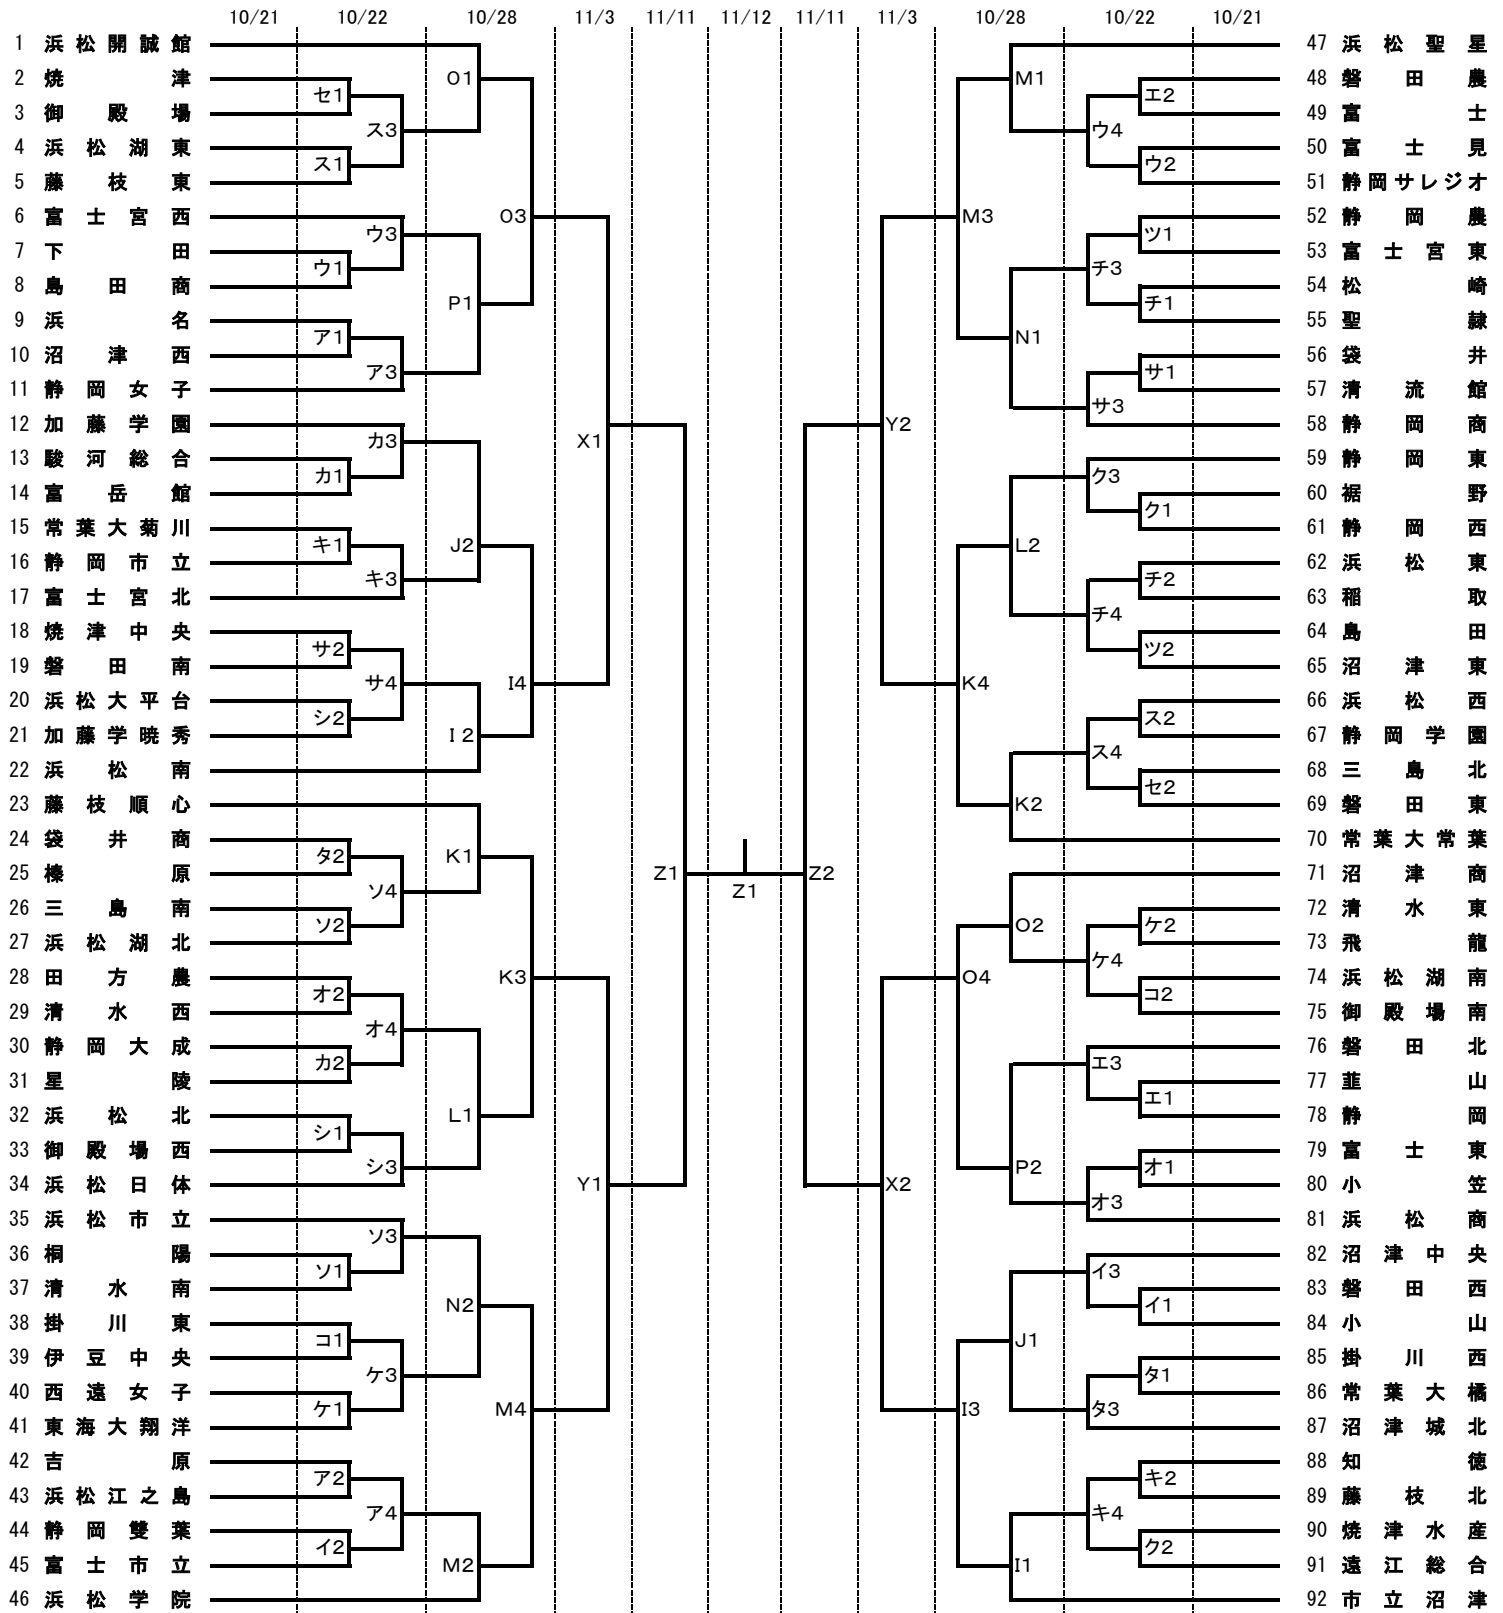 10/21 10/22 10/28 11/3 11/11 11/12 11/11 11/3 10/28 10/22 10/21
1 浜松開誠館
2 焼津
3 御殿場
4 浜松湖東
5 藤枝東
6 富士宮西
7 下田
8 島田商
9 浜名
10 沼津西
11 静岡女子
12 加藤学園
13 駿河総合
14 富岳館
15 常葉大菊川
16 静岡市立
17 富士宮北
18 焼津中央
19 磐田南
20 浜松大平台
21 加藤学暁秀
22 浜松南
23 藤枝順心
24 袋井商
25 榛原
26 三島南
27 浜松湖北
28 田方農
29 清水西
30 静岡大成
31 星陵
32 浜松北
33 御殿場西
34 浜松日体
35 浜松市立
36 桐陽
37 清水南
38 掛川東
39 伊豆中央
40 西遠女子
41 東海大翔洋
42 吉原
43 浜松江之島
44 静岡雙葉
45 富士市立
46 浜松学院
セ1
ス1
ウ1
ア1
カ1
キ1
サ2
シ2
タ2
ソ2
オ2
カ2
シ1
ソ1
コ1
ケ1
ア2
イ2
ス3
ウ3
ア3
カ3
キ3
サ4
ソ4
オ4
シ3
ソ3
ケ3
ア4
O1
P1
J2
I2
K1
L1
N2
M2
O3
I4
K3
M4
X1
Y1
Z1
Z1
Z2
Y2
X2
M3
K4
O4
I3
M1
N1
L2
K2
O2
P2
J1
I1
ウ4
チ3
サ3
ク3
チ4
ス4
ケ4
エ3
オ3
イ3
タ3
キ4
エ2
ウ2
ツ1
チ1
サ1
ク1
チ2
ツ2
ス2
セ2
ケ2
コ2
エ1
オ1
イ1
タ1
キ2
ク2
47 浜松聖星
48 磐田農
49 富士
50 富士見
51 静岡サレジオ
52 静岡農
53 富士宮東
54 松崎
55 聖隷
56 袋井
57 清流館
58 静岡商
59 静岡東
60 裾野
61 静岡西
62 浜松東
63 稲取
64 島田
65 沼津東
66 浜松西
67 静岡学園
68 三島北
69 磐田東
70 常葉大常葉
71 沼津商
72 清水東
73 飛龍
74 浜松湖南
75 御殿場南
76 磐田北
77 韮山
78 静岡
79 富士東
80 小笠
81 浜松商
82 沼津中央
83 磐田西
84 小山
85 掛川西
86 常葉大橘
87 沼津城北
88 知徳
89 藤枝北
90 焼津水産
91 遠江総合
92 市立沼津